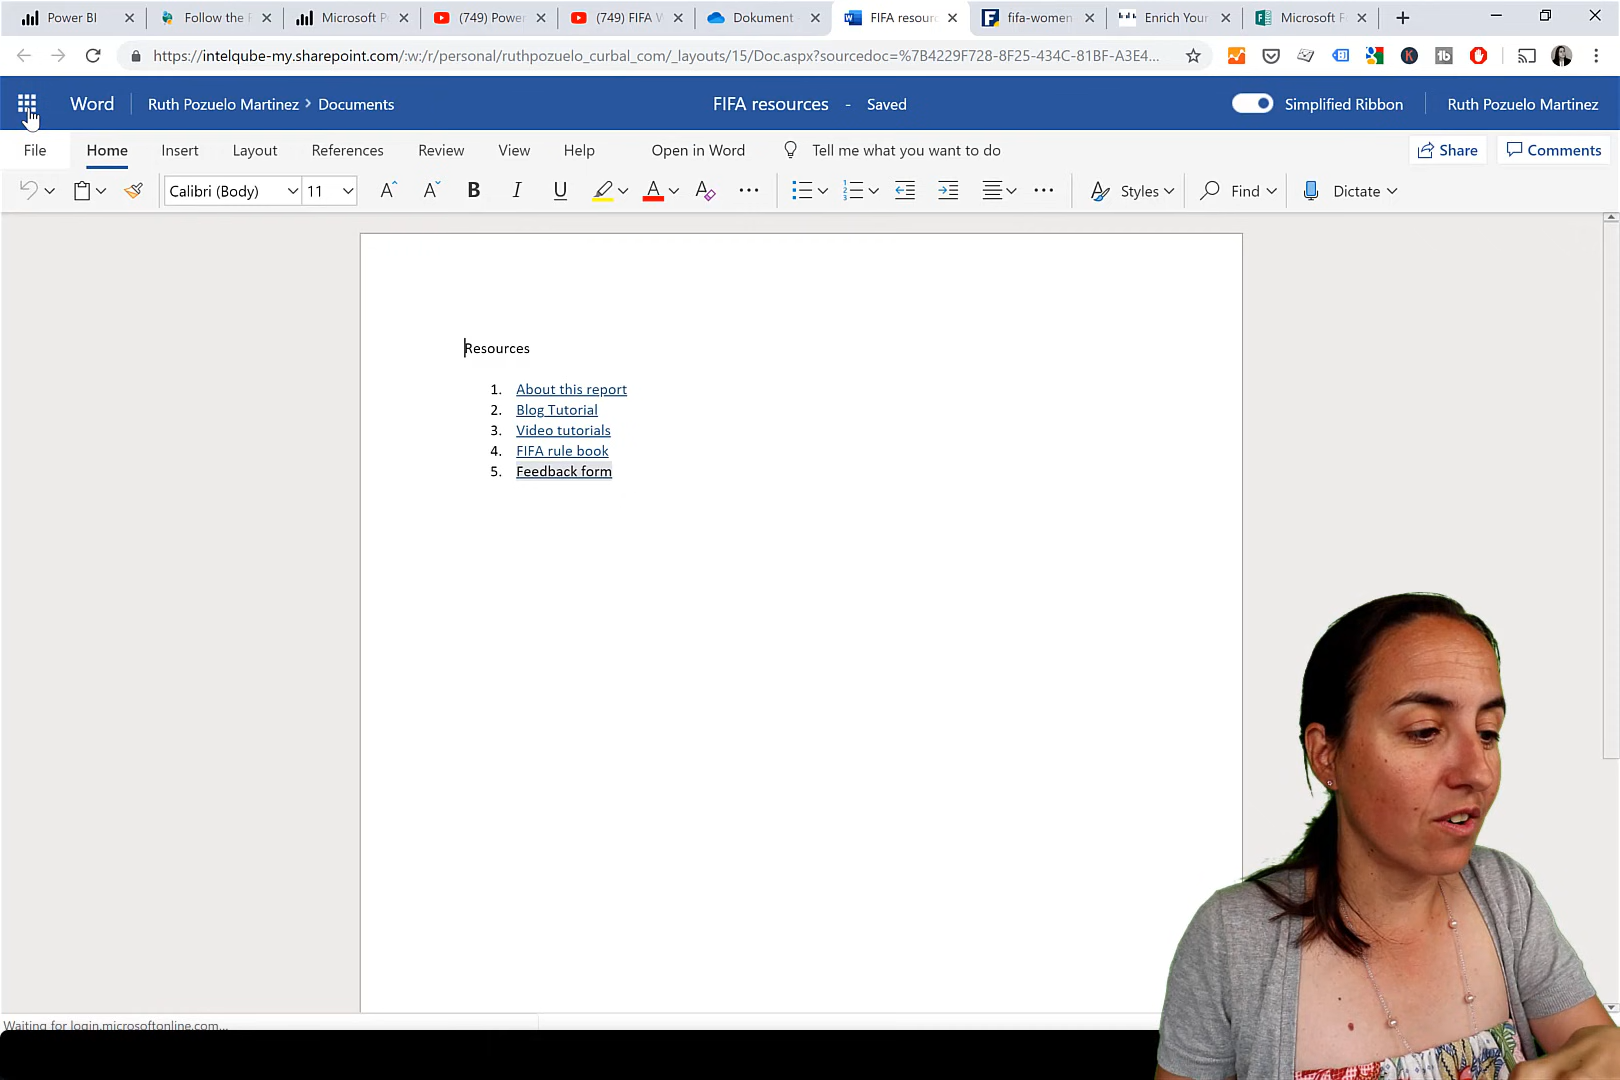 Power BI
Follow the
Microsoft P
(749) Power
(749) FIFA
Dokument
FIFA resour
fifa-women
Enrich Your
Microsoft F
https://intelqube-my.sharepoint.com/:w:/r/personal/ruthpozuelo_curbal_com/_layouts/15/Doc.aspx?sourcedoc=%7B4229F728-8F25-434C-81BF-A3E4...
Word
Ruth Pozuelo Martinez > Documents
FIFA resources - Saved
Simplified Ribbon
Ruth Pozuelo Martinez
File Home Insert Layout References Review View Help Open in Word Tell me what you want to do Share Comments
Calibri (Body) 11 A A B I U A A Styles Find Dictate
Resources
1. About this report
2. Blog Tutorial
3. Video tutorials
4. FIFA rule book
5. Feedback form
Waiting for login.microsoftonline.com...